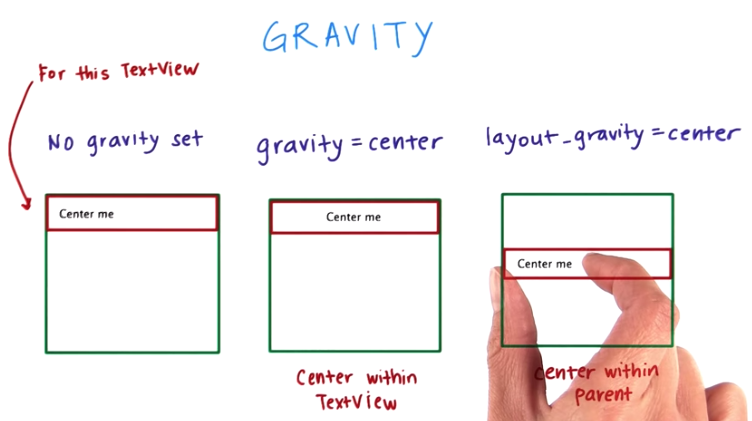 GRAVITY
For this TextView
No gravity set
gravity = center
layout_gravity = center
Center me
Center me
Center me
Center within
TextView
Center within
parent